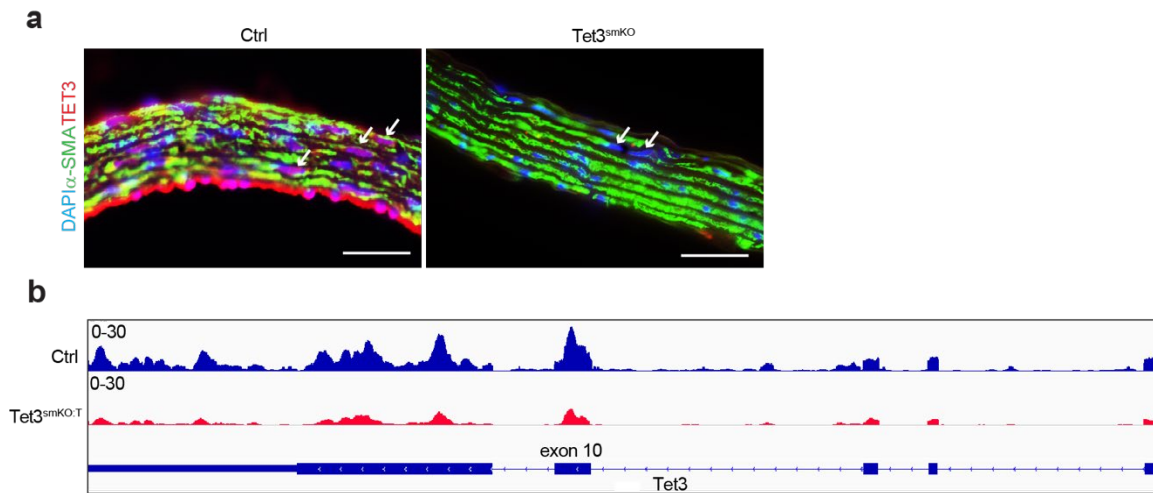 a
Ctrl
Tet3smKO
DAPIα-SMATET3
b
0-30
Ctrl
0-30
Tet3smKO:T
exon 10
Tet3